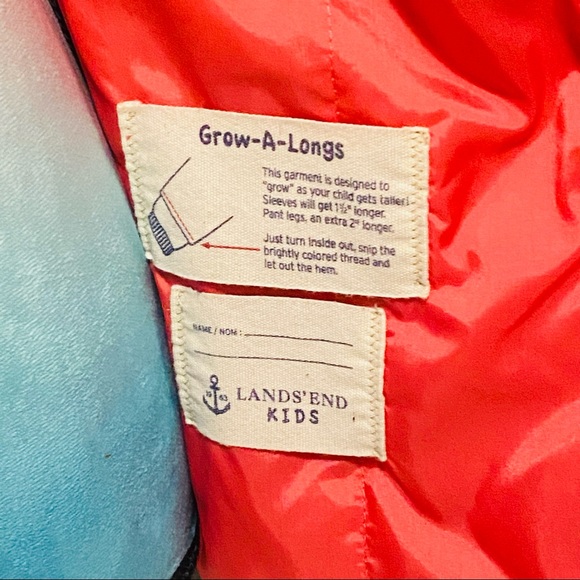 Grow-A-Longs
This garment is designed to
"grow" as your child gets taller!
Sleeves will get 1½" longer.
Pant legs, an extra 2" longer.
Just turn inside out, snip the
brightly colored thread and
let out the hem.
NAME / NOM :
19 63
LANDS' END
KIDS